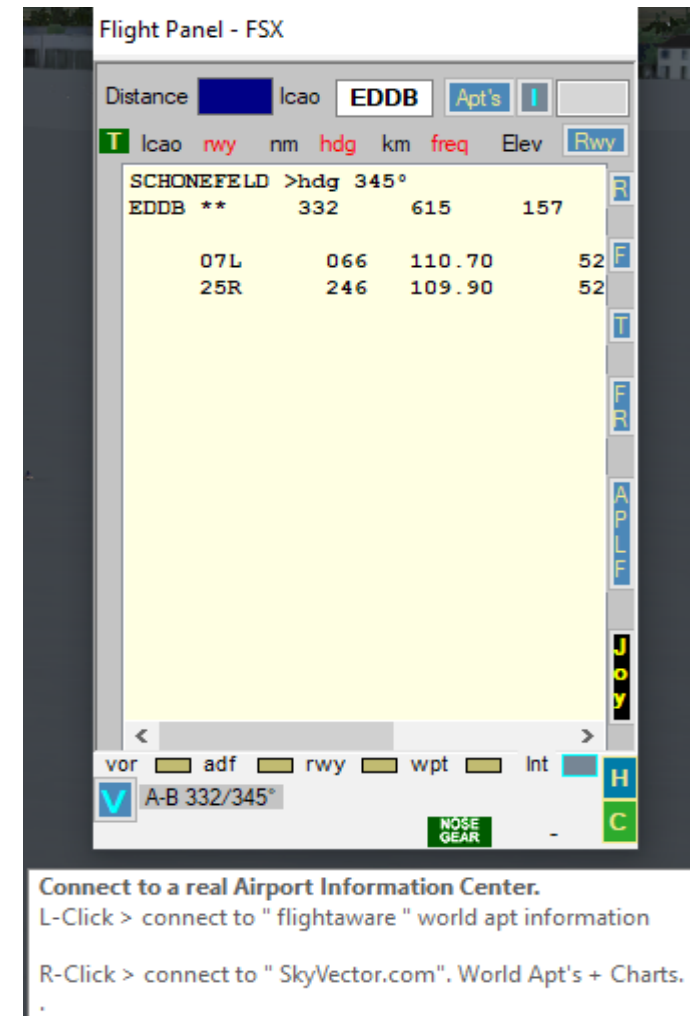 Flight Panel - FSX
Distance Icao EDDB Apt's I
T Icao rwy nm hdg km freq Elev Rwy
SCHONEFELD >hdg 345º
EDDB ** 332 615 157
07L 066 110.70 52
25R 246 109.90 52
R
F
T
F
R
A
P
L
F
J
o
y
< >
vor adf rwy wpt Int
H
V A-B 332/345°
NOSE
GEAR - C
Connect to a real Airport Information Center.
L-Click > connect to " flightaware " world apt information
R-Click > connect to " SkyVector.com". World Apt's + Charts.
.